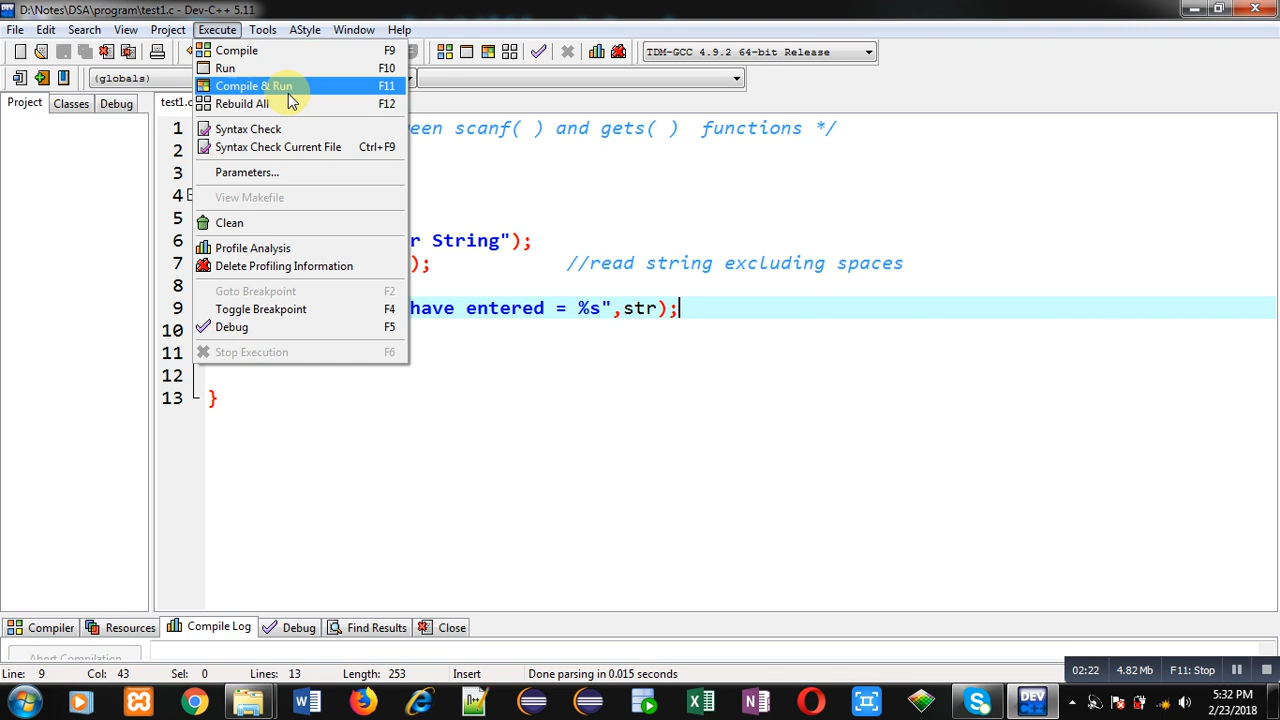 D:\Notes\DSA\program\test1.c - Dev-C++ 5.11
File Edit Search View Project Execute Tools AStyle Window Help
TDM-GCC 4.9.2 64-bit Release
(globals)
Project Classes Debug test1.c
Compile F9
Run F10
Compile & Run F11
Rebuild All F12
Syntax Check
Syntax Check Current File Ctrl+F9
Parameters...
View Makefile
Clean
Profile Analysis
Delete Profiling Information
Goto Breakpoint F2
Toggle Breakpoint F4
Debug F5
Stop Execution F6
1 een scanf( ) and gets( ) functions */
2
3
4
5
6 r String");
7 ); //read string excluding spaces
8
9 have entered = %s",str);
10
11
12
13 }
Compiler Resources Compile Log Debug Find Results Close
Abort Compilation
Line: 9 Col: 43 Sel: 0 Lines: 13 Length: 253 Insert Done parsing in 0.015 seconds
02:22 4.82 Mb F11: Stop
DEV
5:32 PM
2/23/2018